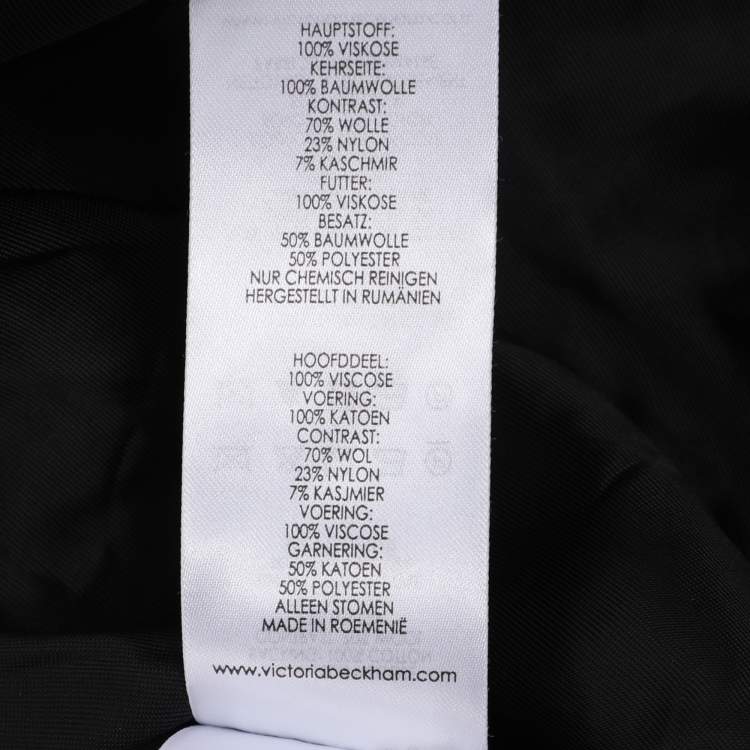 HAUPTSTOFF:
100% VISKOSE
KEHRSEITE:
100% BAUMWOLLE
KONTRAST:
70% WOLLE
23% NYLON
7% KASCHMIR
FUTTER:
100% VISKOSE
BESATZ:
50% BAUMWOLLE
50% POLYESTER
NUR CHEMISCH REINIGEN
HERGESTELLT IN RUMÄNIEN
HOOFDDEEL:
100% VISCOSE
VOERING:
100% KATOEN
CONTRAST:
70% WOL
23% NYLON
7% KASJMIER
VOERING:
100% VISCOSE
GARNERING:
50% KATOEN
50% POLYESTER
ALLEEN STOMEN
MADE IN ROEMENIË
www.victoriabeckham.com